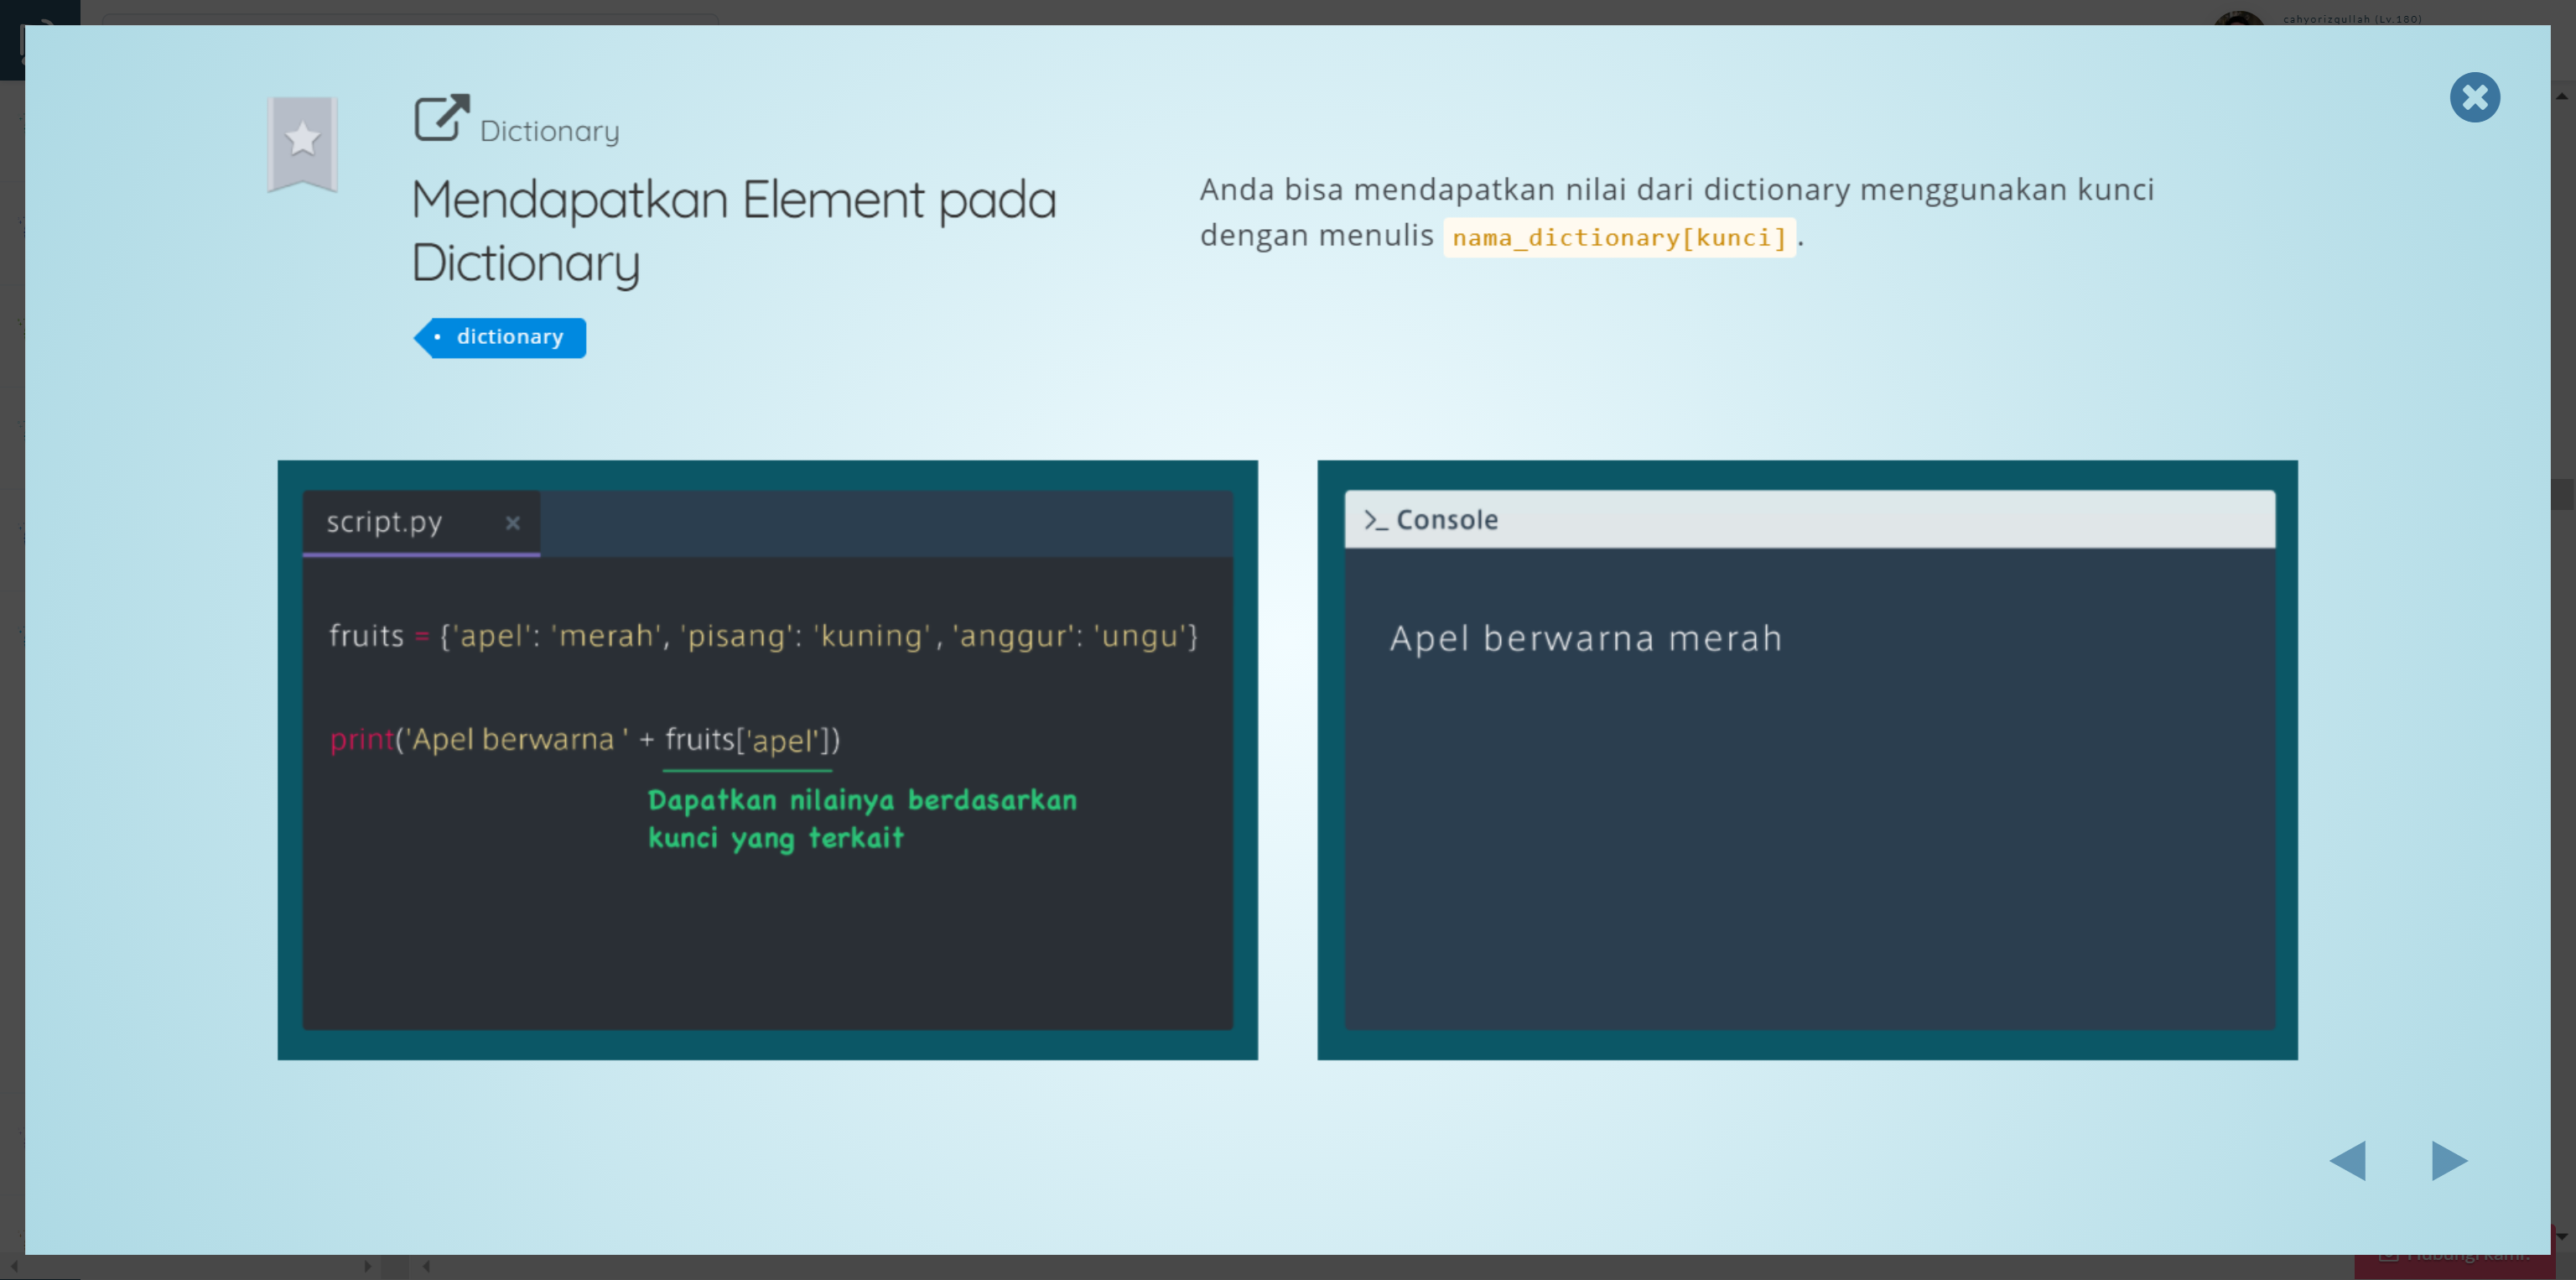 cahyorizqullah (Lv.180)
Dictionary
Mendapatkan Element pada
Dictionary
• dictionary
Anda bisa mendapatkan nilai dari dictionary menggunakan kunci
dengan menulis nama_dictionary[kunci].
script.py
fruits = {'apel': 'merah', 'pisang': 'kuning', 'anggur': 'ungu'}
print('Apel berwarna ' + fruits['apel'])
Dapatkan nilainya berdasarkan
kunci yang terkait
>_ Console
Apel berwarna merah
Hubungi kami.